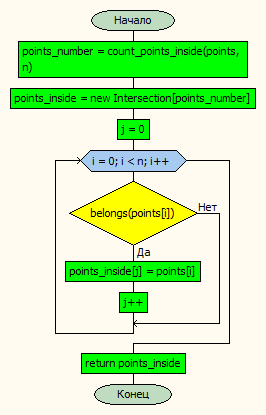 Начало
points_number = count_points_inside(points,
n)
points_inside = new Intersection[points_number]
j = 0
i = 0; i < n; i++
belongs(points[i])
Нет
Да
points_inside[j] = points[i]
j++
return points_inside
Конец